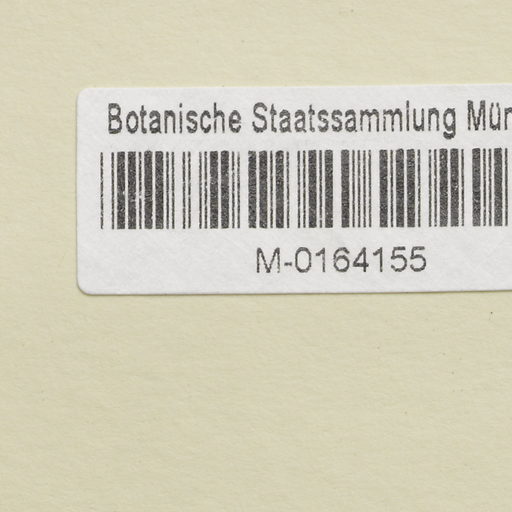 Botanische Staatssammlung Mün
M-0164155